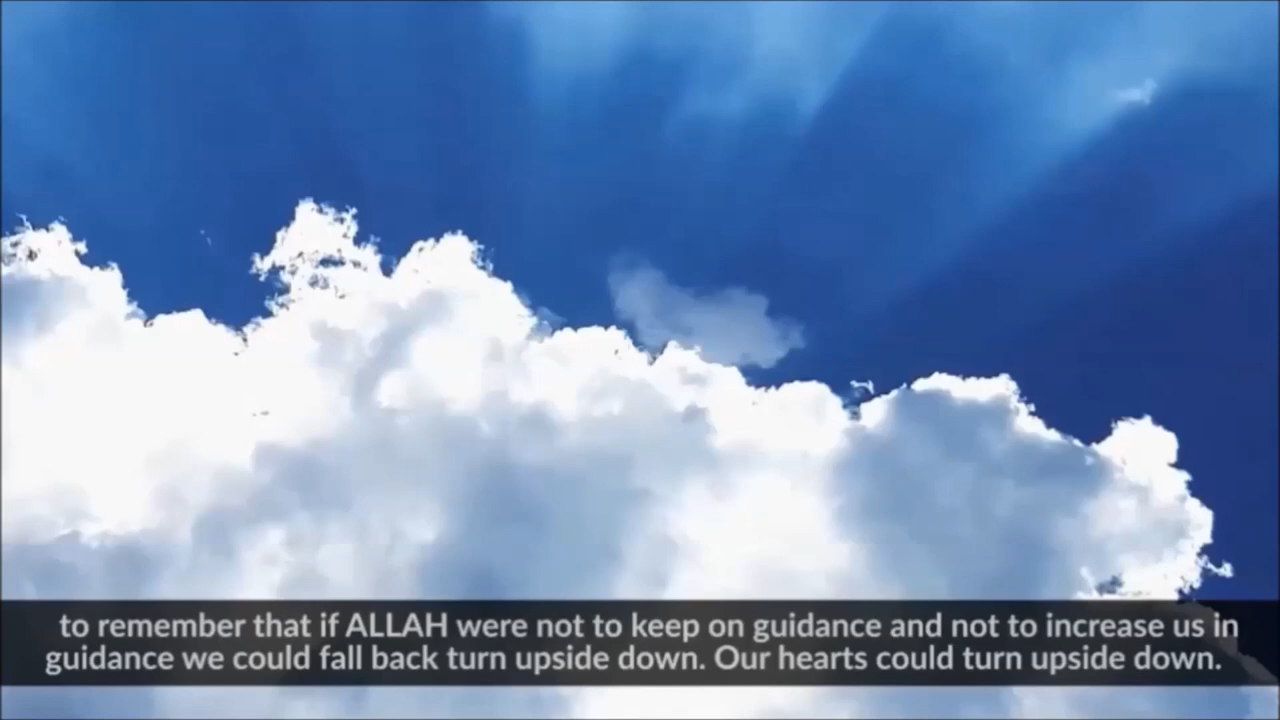 to remember that if ALLAH were not to keep on guidance and not to increase us in
guidance we could fall back turn upside down. Our hearts could turn upside down.